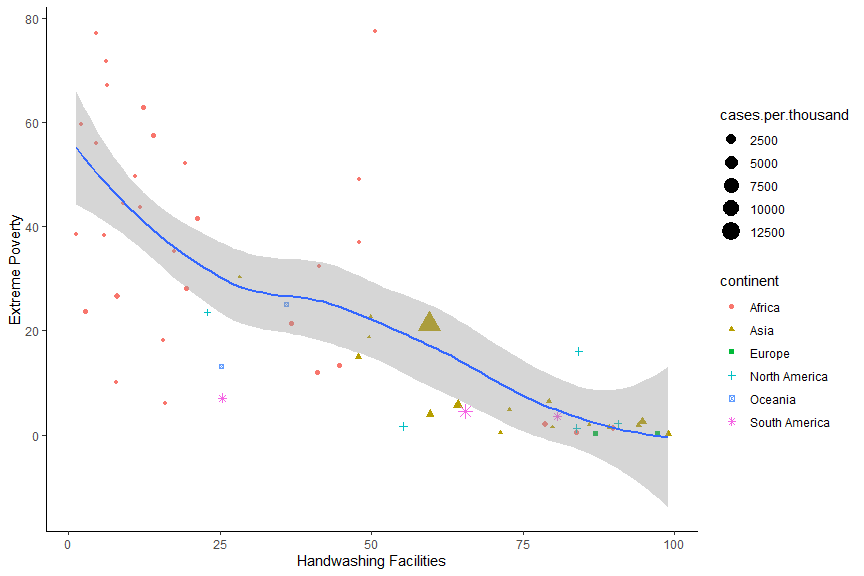 80
60
40
20
0
Extreme Poverty
0
25
50
75
100
Handwashing Facilities
cases.per.thousand
2500
5000
7500
10000
12500
continent
Africa
Asia
Europe
North America
Oceania
South America